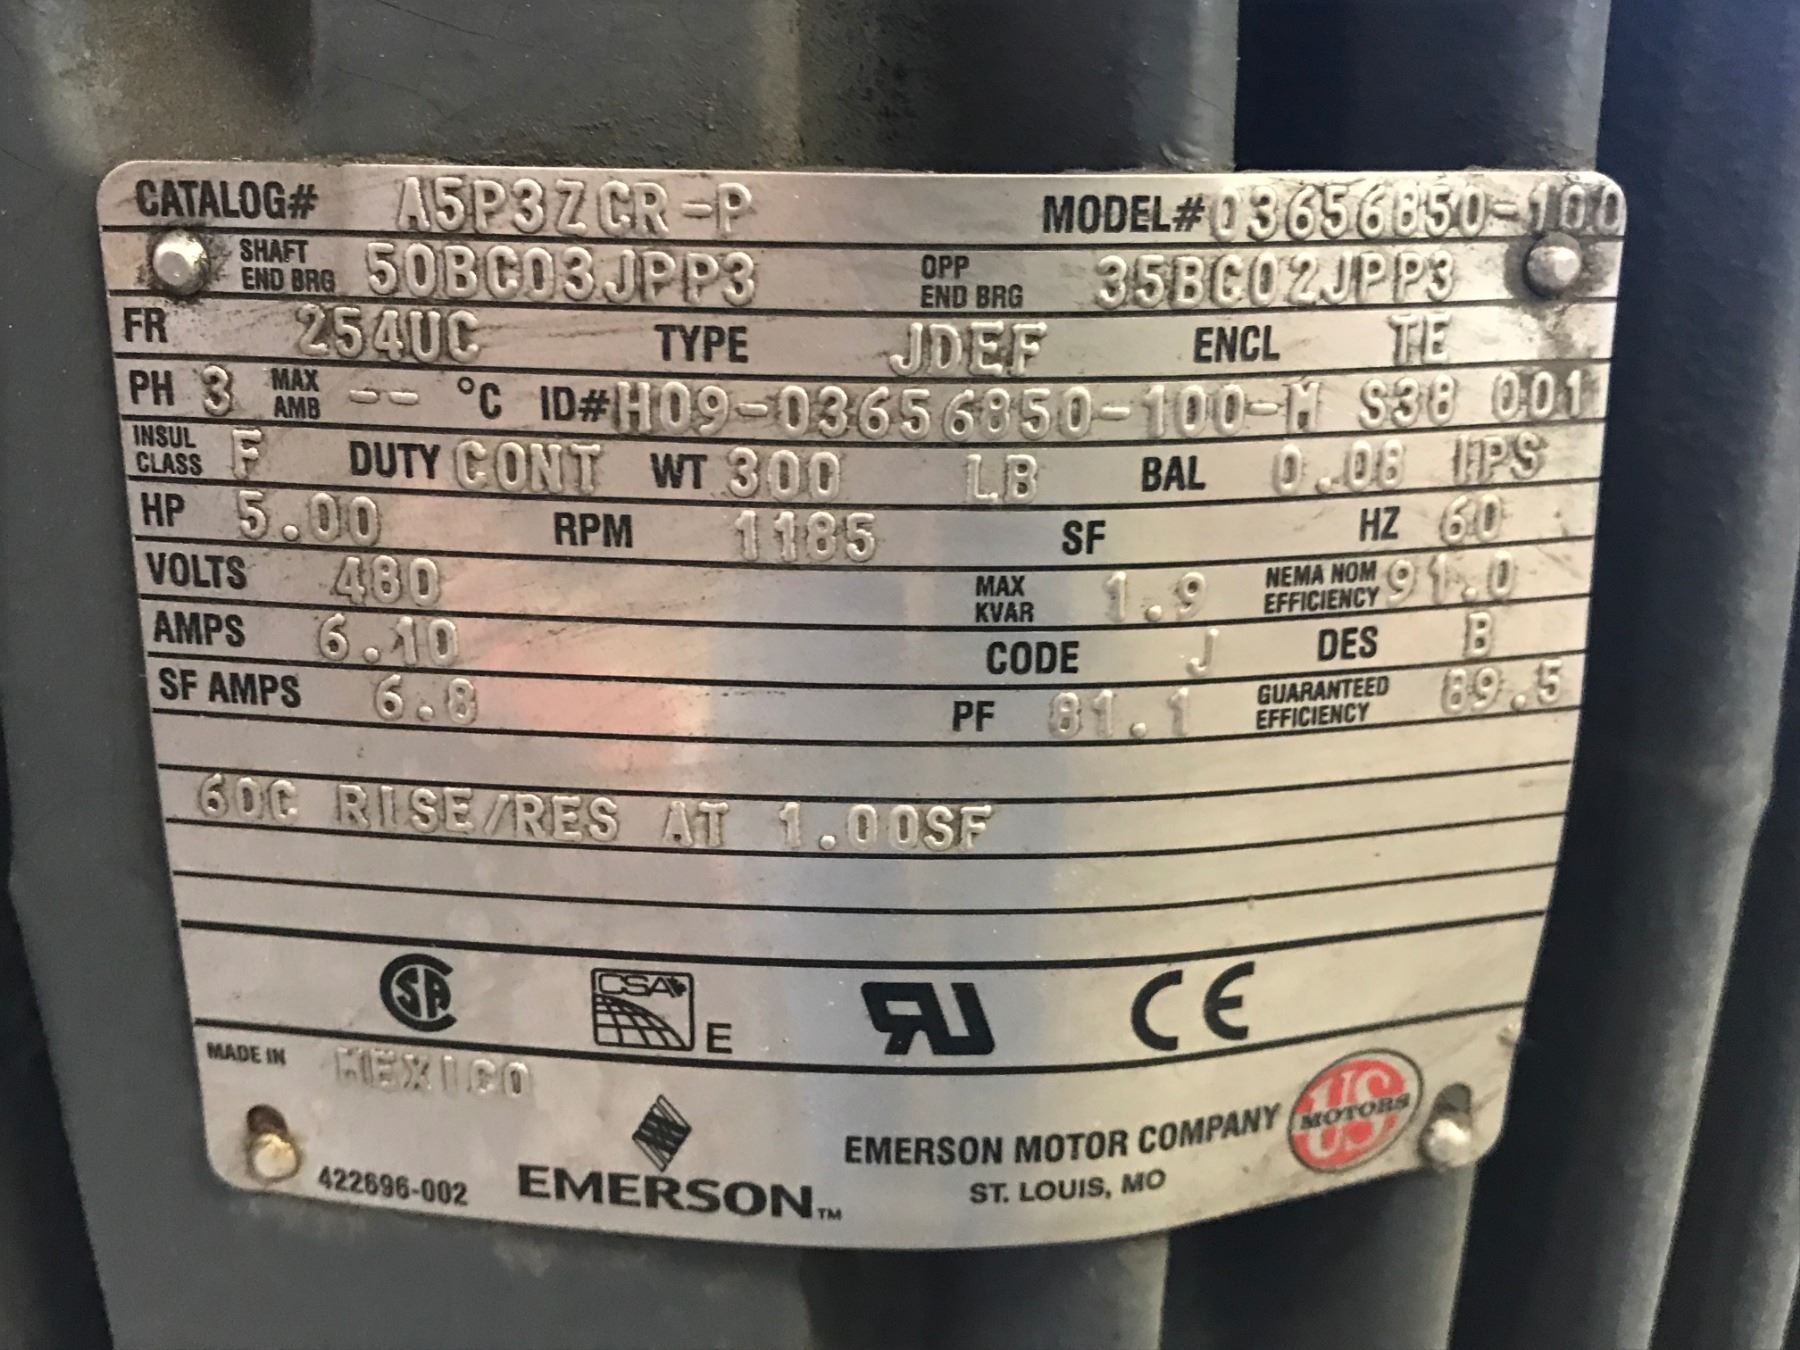 CATALOG# A5P3ZCR-P MODEL# 03656850-100
SHAFT END BRG 50BC03JPP3 OPP END BRG 35BC02JPP3
FR 254UC TYPE JDEF ENCL TE
PH 3 MAX AMB -- °C ID# H09-03656850-100-M S38 001
INSUL CLASS F DUTY CONT WT 300 LB BAL 0.08 IPS
HP 5.00 RPM 1185 SF HZ 60
VOLTS 480 MAX KVAR 1.9 NEMA NOM EFFICIENCY 91.0
AMPS 6.10 CODE J DES B
SF AMPS 6.8 PF 81.1 GUARANTEED EFFICIENCY 89.5
60C RISE/RES AT 1.00SF
SA CSA E RU CE
MADE IN MEXICO
422696-002 EMERSON™ EMERSON MOTOR COMPANY
ST. LOUIS, MO
US MOTORS